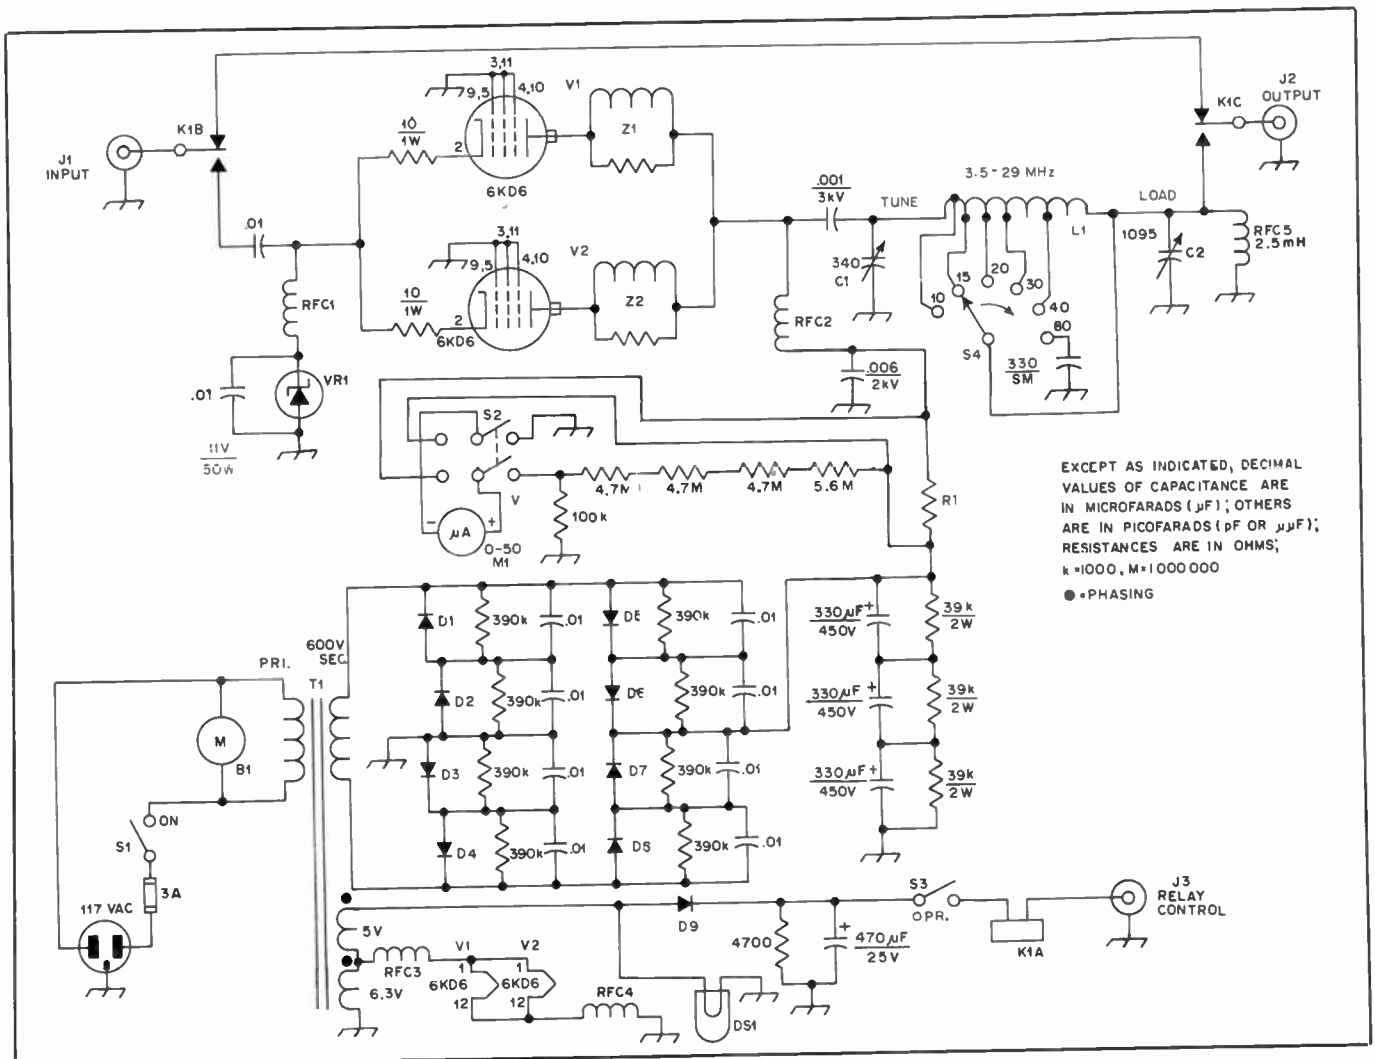 3,11
9,5
4,10
V1
10
1W
2
Z1
6KD6
K1B
J1
INPUT
J2
OUTPUT
K1C
3.5-29 MHz
.001
3kV
TUNE
LOAD
L1
1095
C2
RFC5
2.5mH
.01
3,11
9,5
4,10
V2
10
1W
2
Z2
6KD6
RFC1
340
C1
15
20
30
10
40
80
S4
330
SM
RFC2
.006
2kV
.01
VR1
11V
50W
S2
V
4.7M
4.7M
4.7M
5.6M
100k
R1
- µA +
0-50
M1
EXCEPT AS INDICATED, DECIMAL
VALUES OF CAPACITANCE ARE
IN MICROFARADS (µF); OTHERS
ARE IN PICOFARADS (pF OR µµF);
RESISTANCES ARE IN OHMS;
k=1000, M=1000000
●=PHASING
PRI.
T1
600V
SEC.
D1
390k
.01
D2
390k
.01
D3
390k
.01
D4
390k
.01
390k
.01
390k
.01
D7
390k
.01
390k
.01
330µF +
450V
39k
2W
330µF +
450V
39k
2W
330µF +
450V
39k
2W
M
B1
ON
S1
3A
117 VAC
5V
6.3V
RFC3
V1
V2
1
1
6KD6
6KD6
12
12
RFC4
DS1
D9
4700
+
470µF
25V
S3
OPR.
K1A
J3
RELAY
CONTROL